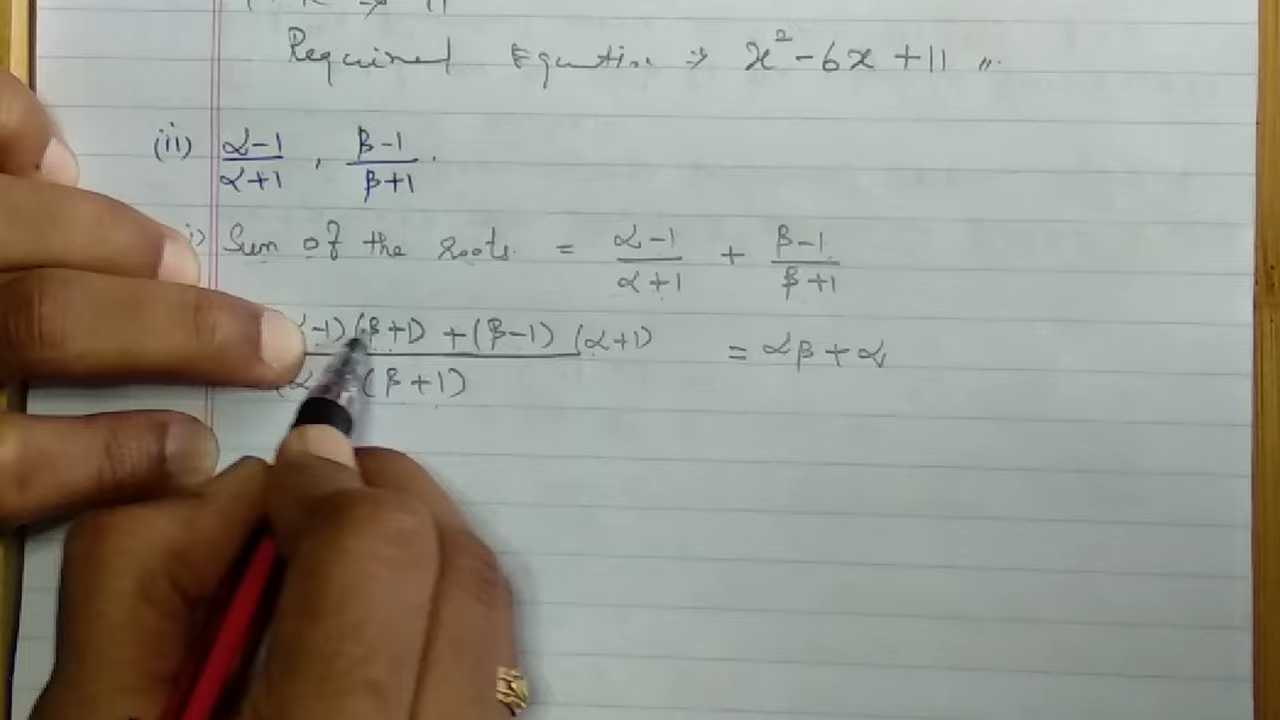 Required Equation → x² - 6x + 11 ,,
(ii) α-1/α+1 , β-1/β+1 .
i) Sum of the roots. = α-1/α+1 + β-1/β+1
-1)(β+1) + (β-1) (α+1) / (α (β+1) = αβ + α